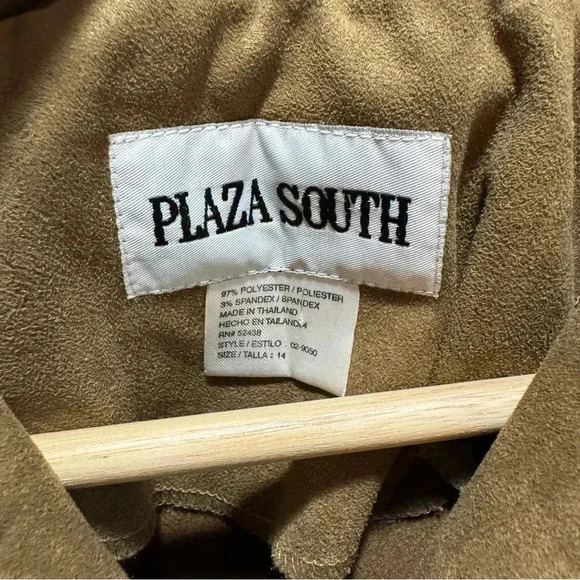 PLAZA SOUTH
97% POLYESTER / POLIESTER
3% SPANDEX / SPANDEX
MADE IN THAILAND
HECHO EN TAILANDIA
RN# 52438
STYLE / ESTILO : 02-9050
SIZE / TALLA : 14